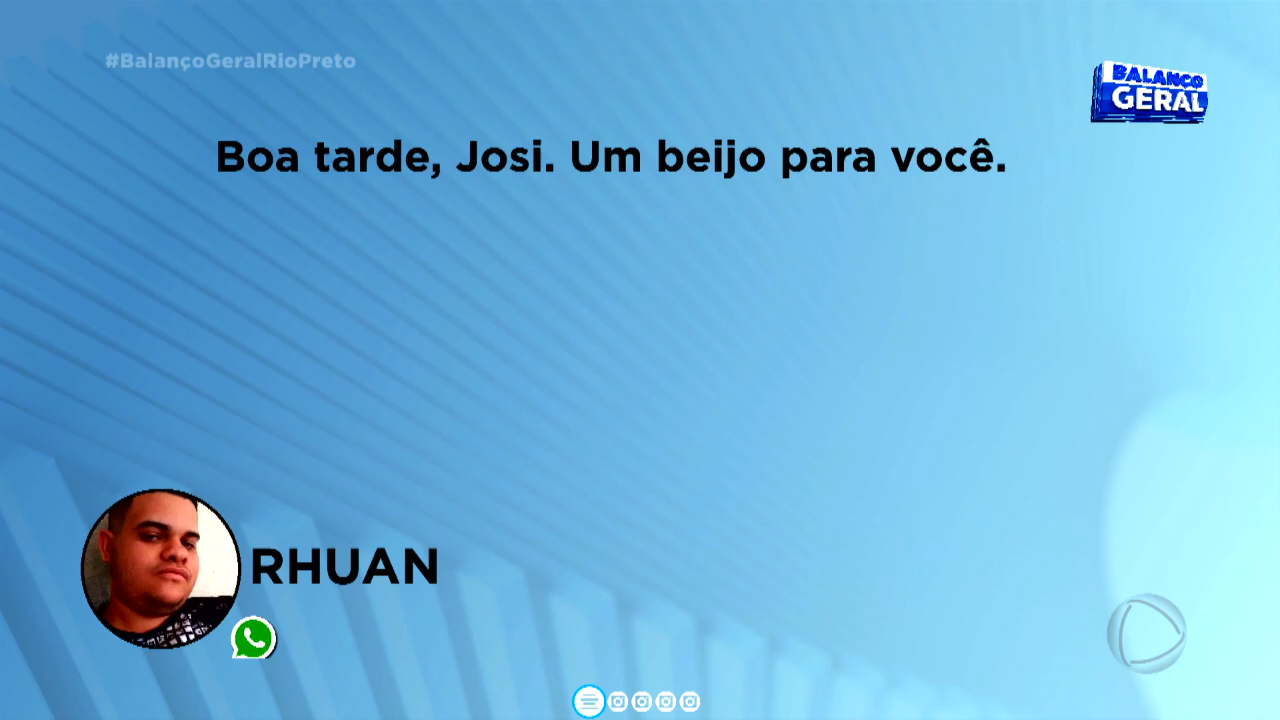 #BalançoGeralRioPreto
BALANÇO
GERAL
Boa tarde, Josi. Um beijo para você.
RHUAN